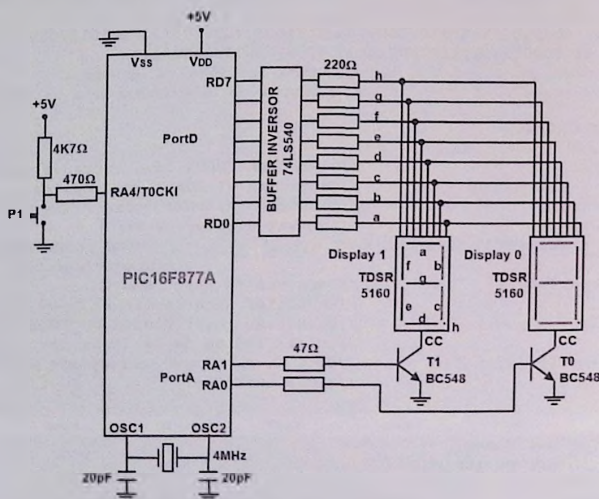 +5V
Vss
VDD
220Ω
h
RD7
g
+5V
f
PortD
BUFFER INVERSOR
74LS540
e
4K7Ω
d
470Ω
c
RA4/T0CKI
b
P1
RD0
a
Display 1
Display 0
a
TDSR
5160
f
b
TDSR
5160
PIC16F877A
g
e
c
d
h
CC
CC
47Ω
RA1
T1
T0
PortA
RA0
BC548
BC548
OSC1
OSC2
4MHz
20pF
20pF